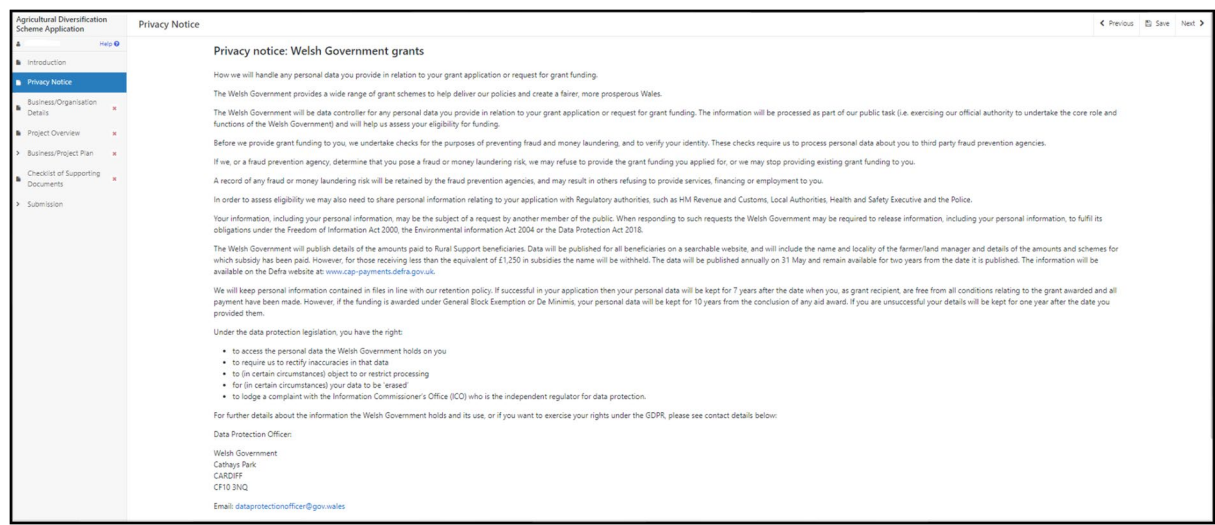 Agricultural Diversification
Scheme Application
Help
Introduction
Privacy Notice
Business/Organisation
Details
Project Overview
Business/Project Plan
Checklist of Supporting
Documents
Submission
Privacy Notice
Previous
Save
Next
Privacy notice: Welsh Government grants
How we will handle any personal data you provide in relation to your grant application or request for grant funding.
The Welsh Government provides a wide range of grant schemes to help deliver our policies and create a fairer, more prosperous Wales.
The Welsh Government will be data controller for any personal data you provide in relation to your grant application or request for grant funding. The information will be processed as part of our public task (i.e. exercising our official authority to undertake the core role and
functions of the Welsh Government) and will help us assess your eligibility for funding.
Before we provide grant funding to you, we undertake checks for the purposes of preventing fraud and money laundering, and to verify your identity. These checks require us to process personal data about you to third party fraud prevention agencies.
If we, or a fraud prevention agency, determine that you pose a fraud or money laundering risk, we may refuse to provide the grant funding you applied for, or we may stop providing existing grant funding to you.
A record of any fraud or money laundering risk will be retained by the fraud prevention agencies, and may result in others refusing to provide services, financing or employment to you.
In order to assess eligibility we may also need to share personal information relating to your application with Regulatory authorities, such as HM Revenue and Customs, Local Authorities, Health and Safety Executive and the Police.
Your information, including your personal information, may be the subject of a request by another member of the public. When responding to such requests the Welsh Government may be required to release information, including your personal information, to fulfil its
obligations under the Freedom of Information Act 2000, the Environmental information Act 2004 or the Data Protection Act 2018.
The Welsh Government will publish details of the amounts paid to Rural Support beneficiaries. Data will be published for all beneficiaries on a searchable website, and will include the name and locality of the farmer/land manager and details of the amounts and schemes for
which subsidy has been paid. However, for those receiving less than the equivalent of £1,250 in subsidies the name will be withheld. The data will be published annually on 31 May and remain available for two years from the date it is published. The information will be
available on the Defra website at: www.cap-payments.defra.gov.uk.
We will keep personal information contained in files in line with our retention policy. If successful in your application then your personal data will be kept for 7 years after the date when you, as grant recipient, are free from all conditions relating to the grant awarded and all
payment have been made. However, if the funding is awarded under General Block Exemption or De Minimis, your personal data will be kept for 10 years from the conclusion of any aid award. If you are unsuccessful your details will be kept for one year after the date you
provided them.
Under the data protection legislation, you have the right:
• to access the personal data the Welsh Government holds on you
• to require us to rectify inaccuracies in that data
• to (in certain circumstances) object to or restrict processing
• for (in certain circumstances) your data to be 'erased'
• to lodge a complaint with the Information Commissioner's Office (ICO) who is the independent regulator for data protection.
For further details about the information the Welsh Government holds and its use, or if you want to exercise your rights under the GDPR, please see contact details below:
Data Protection Officer:
Welsh Government
Cathays Park
CARDIFF
CF10 3NQ
Email: dataprotectionofficer@gov.wales